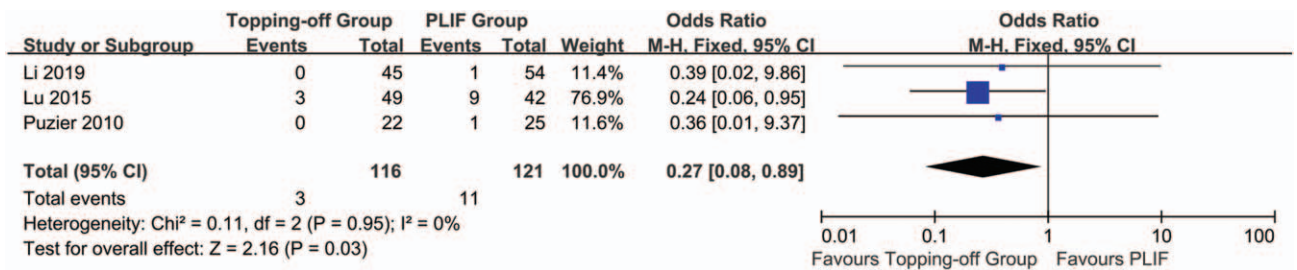 Topping-off Group PLIF Group Odds Ratio Odds Ratio
Study or Subgroup Events Total Events Total Weight M-H, Fixed, 95% CI M-H, Fixed, 95% CI
Li 2019 0 45 1 54 11.4% 0.39 [0.02, 9.86]
Lu 2015 3 49 9 42 76.9% 0.24 [0.06, 0.95]
Puzier 2010 0 22 1 25 11.6% 0.36 [0.01, 9.37]
Total (95% CI) 116 121 100.0% 0.27 [0.08, 0.89]
Total events 3 11
Heterogeneity: Chi² = 0.11, df = 2 (P = 0.95); I² = 0%
Test for overall effect: Z = 2.16 (P = 0.03)
0.01 0.1 1 10 100
Favours Topping-off Group Favours PLIF